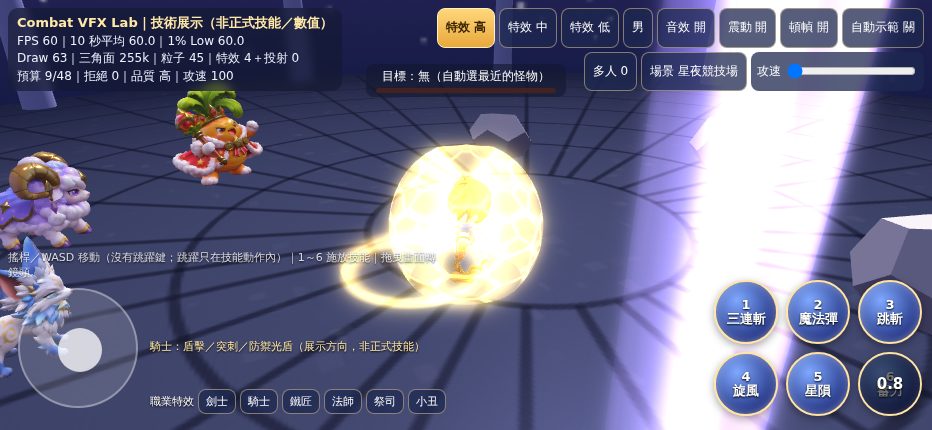 Combat VFX Lab｜技術展示（非正式技能／數值）
FPS 60｜10 秒平均 60.0｜1% Low 60.0
Draw 63｜三角面 255k｜粒子 45｜特效 4＋投射 0
預算 9/48｜拒絕 0｜品質 高｜攻速 100
特效 高
特效 中
特效 低
男
音效 開
震動 開
頓幀 開
自動示範 關
多人 0
場景 星夜競技場
攻速
目標：無（自動選最近的怪物）
搖桿／WASD 移動（沒有跳躍鍵；跳躍只在技能動作內）｜1～6 施放技能｜拖曳畫面轉
鏡頭
騎士：盾擊／突刺／防禦光盾（展示方向，非正式技能）
職業特效
劍士
騎士
鐵匠
法師
祭司
小丑
1
三連斬
2
魔法彈
3
跳斬
4
旋風
5
星隕
0.8